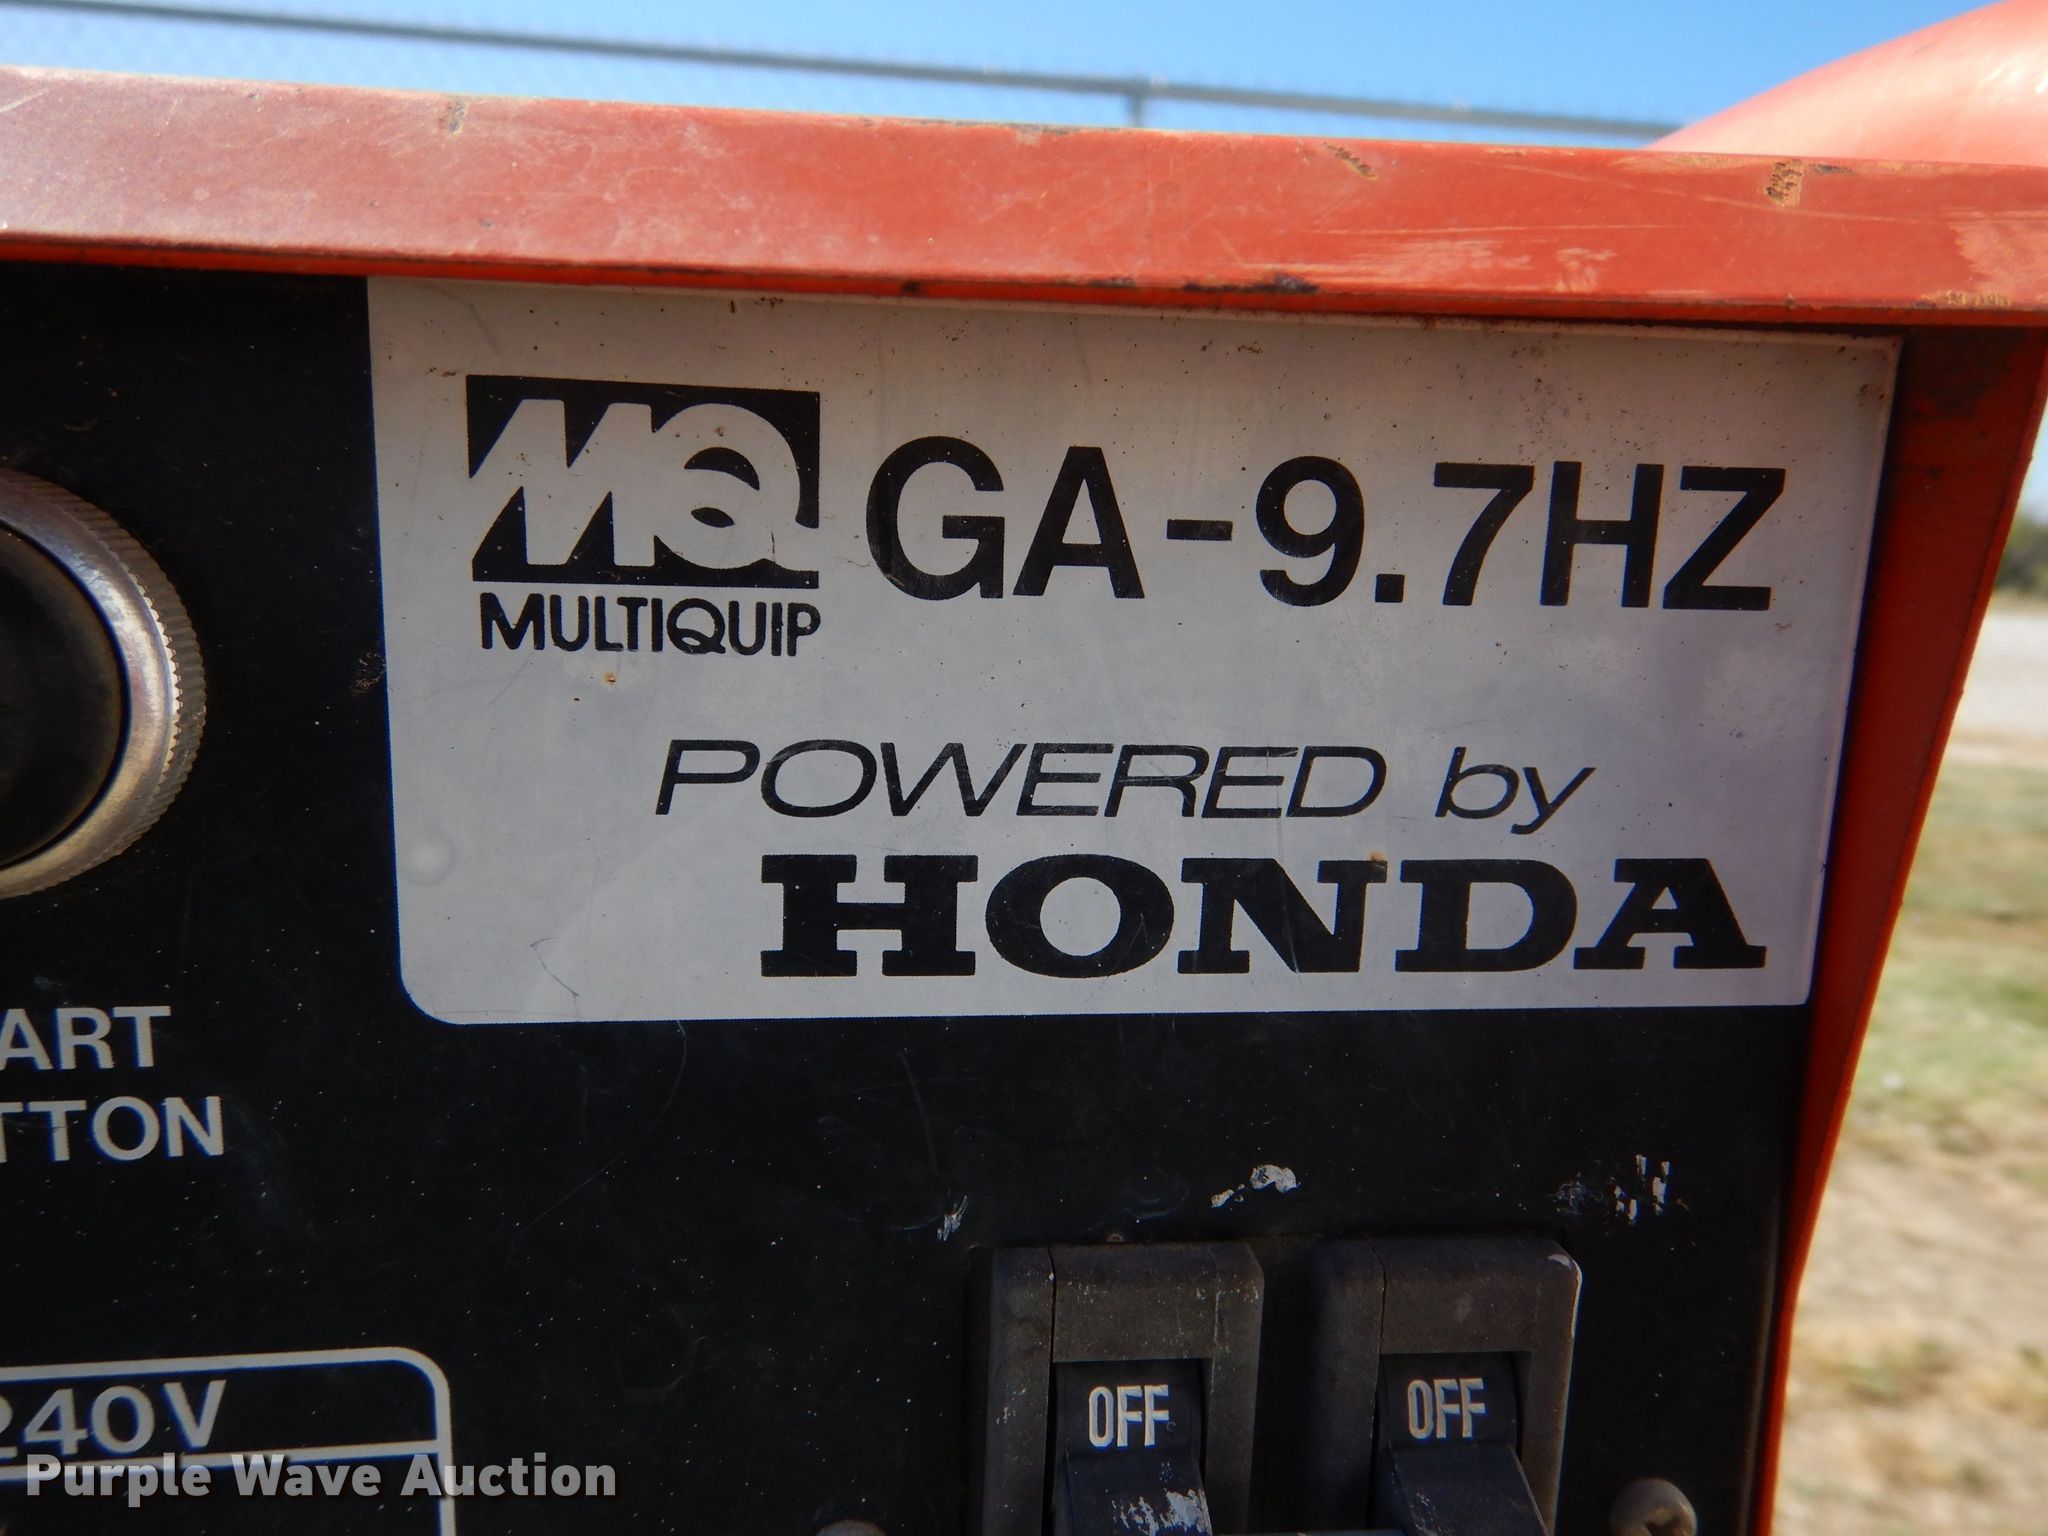 MQ GA-9.7HZ
MULTIQUIP
POWERED by
HONDA
ART
TTON
240V
OFF OFF
Purple Wave Auction